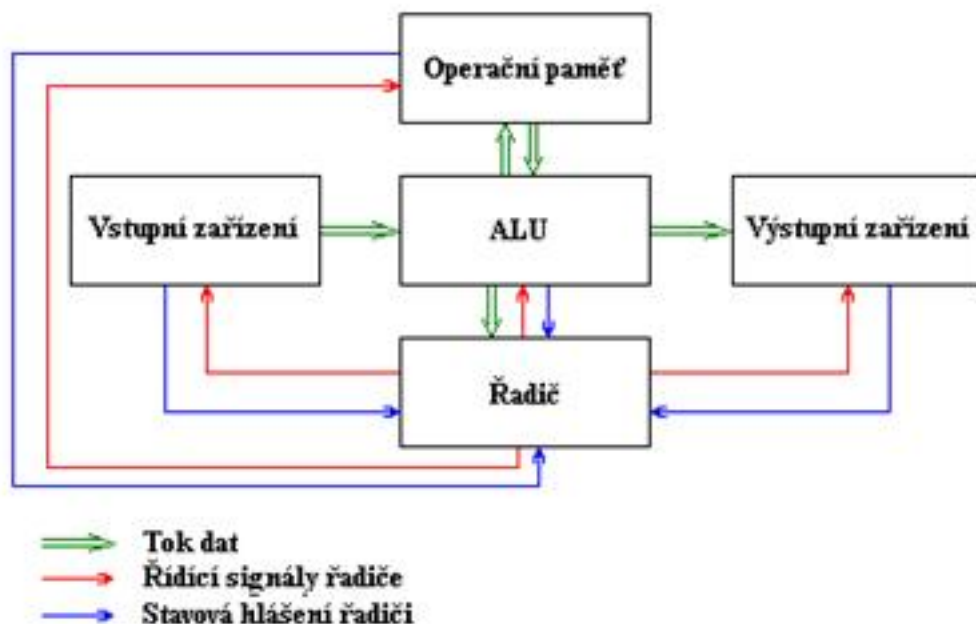 Operační paměť
Vstupní zařízení
ALU
Výstupní zařízení
Řadič
Tok dat
Řídící signály řadiče
Stavová hlášení řadiči